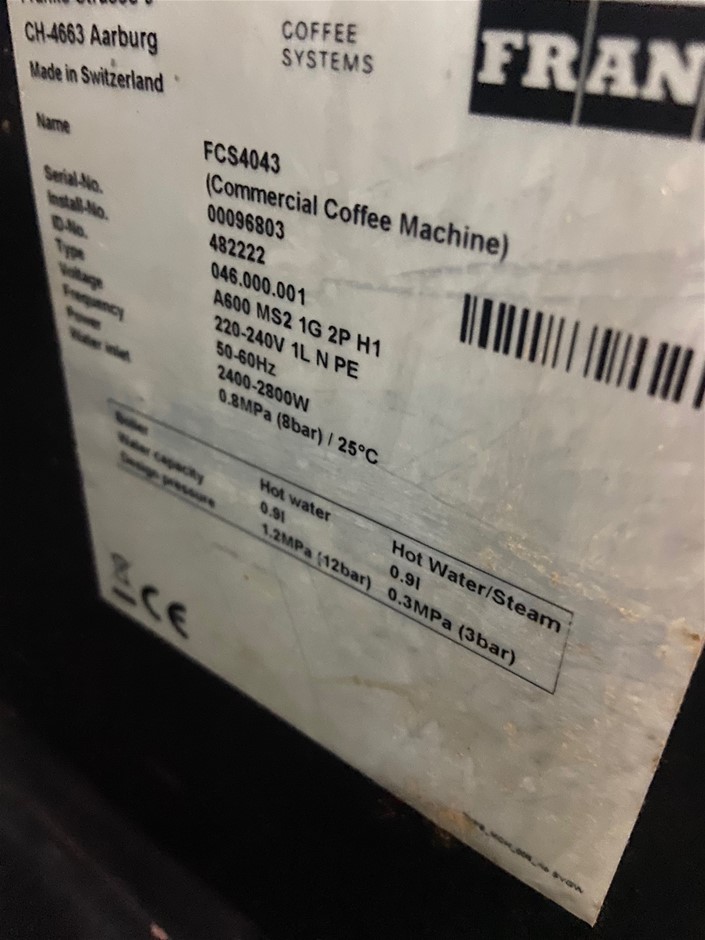 CH-4663 Aarburg
Made in Switzerland
COFFEE
SYSTEMS
FRAN
Name
FCS4043
(Commercial Coffee Machine)
Serial-No. 00096803
Install-No. 482222
ID-No. 046.000.001
Type A600 MS2 1G 2P H1
Voltage 220-240V 1L N PE
Frequency 50-60Hz
Power 2400-2800W
Water inlet 0.8MPa (8bar) / 25°C
Boiler Hot water Hot Water/Steam
Water capacity 0.9l 0.9l
Design pressure 1.2MPa (12bar) 0.3MPa (3bar)
CE